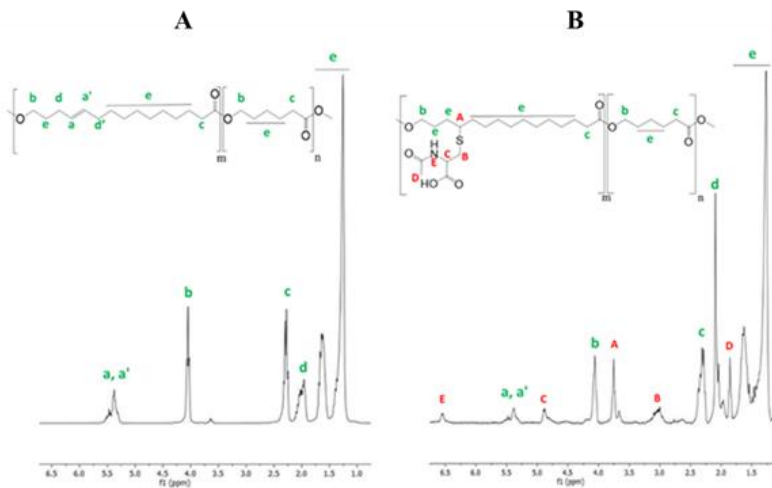 A
B
e
e
b d a' e O b c O
O e a d' c O e O
m n
A
b e e O b c O
O e S c O e O
H N C B
E
D HO O
m n
d
b
c
a, a'
d
b
A
c
D
E
a, a'
C
B
6.5 6.0 5.5 5.0 4.5 4.0 3.5 3.0 2.5 2.0 1.5 1.0
f1 (ppm)
6.5 6.0 5.5 5.0 4.5 4.0 3.5 3.0 2.5 2.0 1.5 1
f1 (ppm)